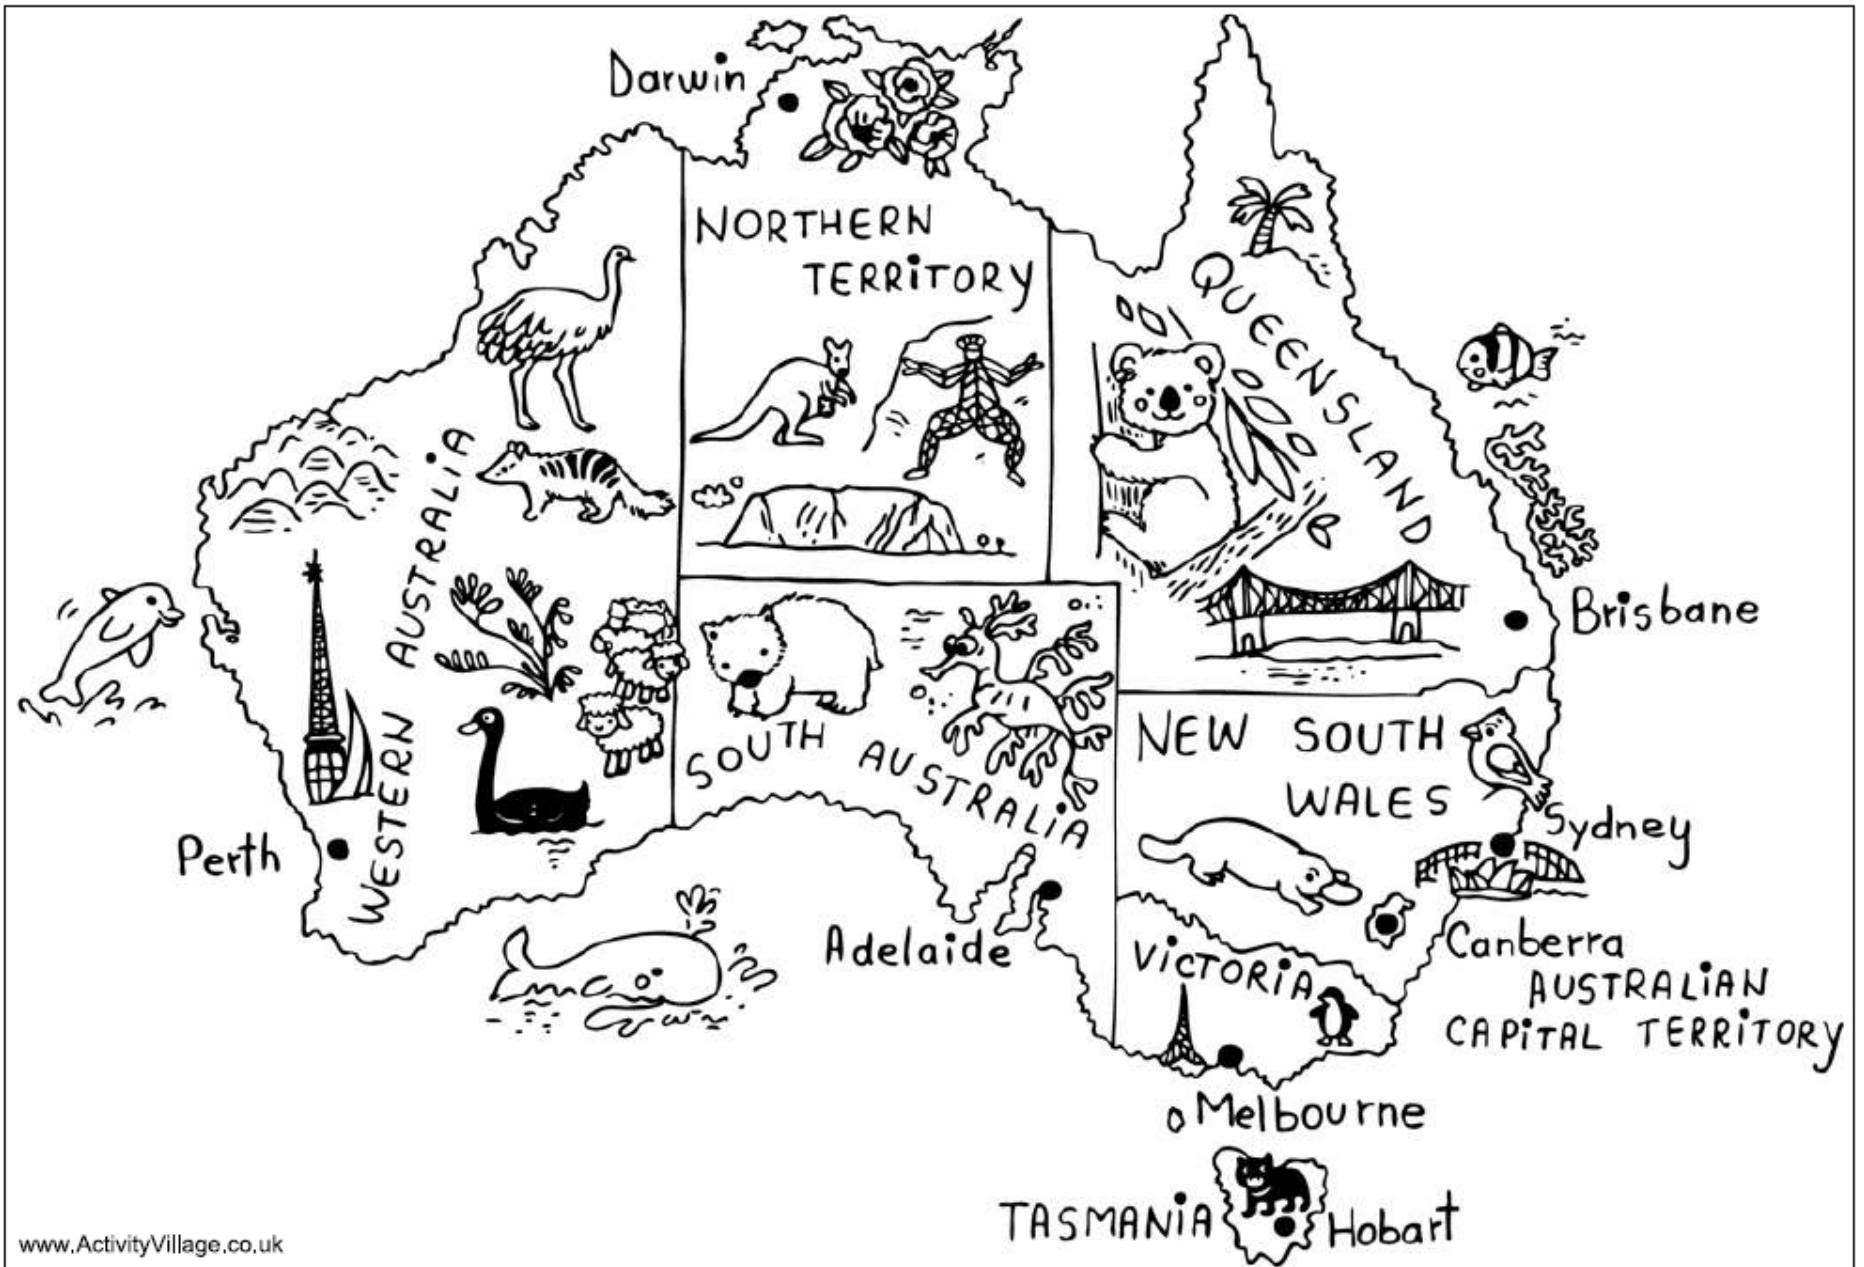 Darwin
NORTHERN
TERRITORY
QUEENSLAND
WESTERN AUSTRALIA
Brisbane
SOUTH AUSTRALIA
NEW SOUTH
WALES
Sydney
Perth
Adelaide
VICTORIA
Canberra
AUSTRALIAN
CAPITAL TERRITORY
Melbourne
TASMANIA
Hobart
www.ActivityVillage.co.uk